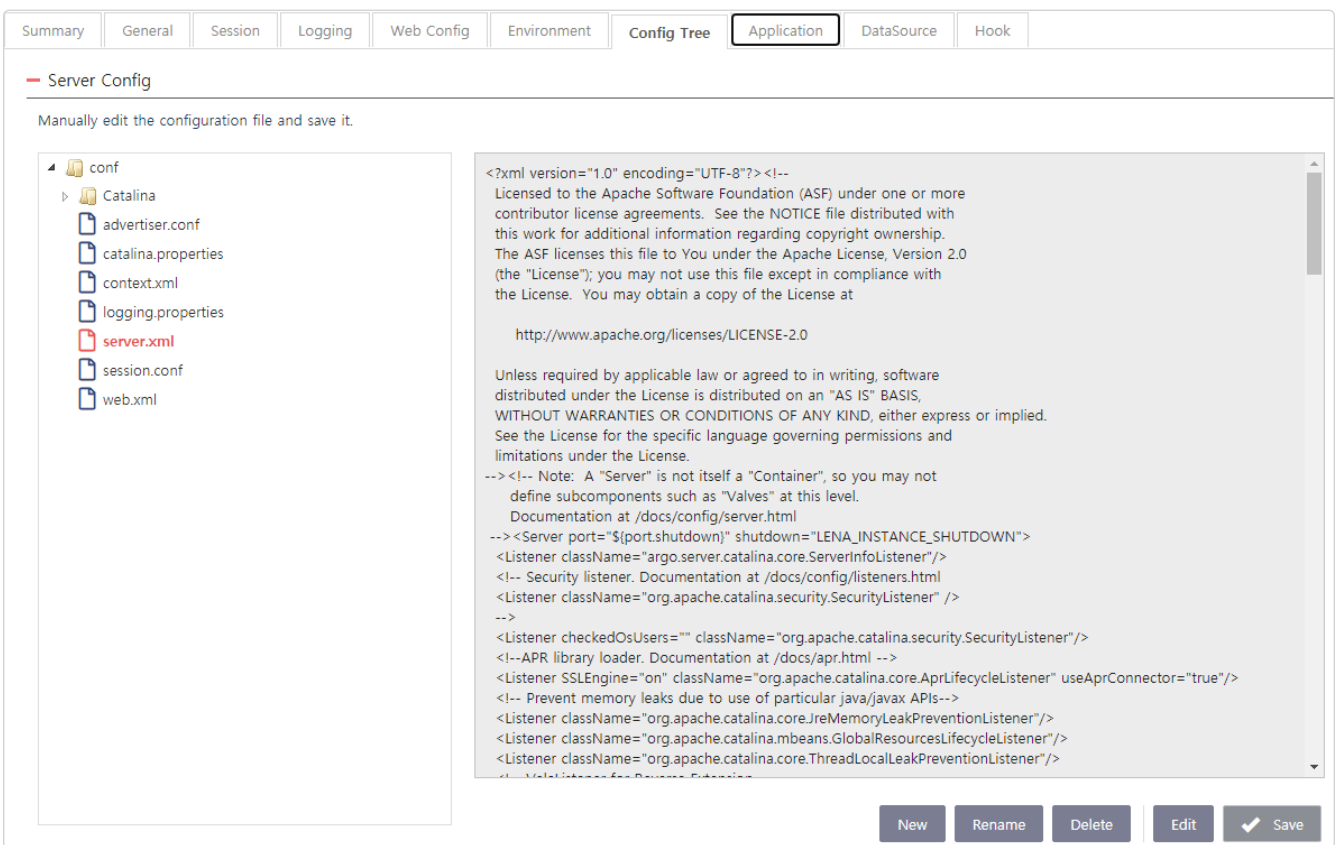 Summary General Session Logging Web Config Environment Config Tree Application DataSource Hook
Server Config
Manually edit the configuration file and save it.
conf
Catalina
advertiser.conf
catalina.properties
context.xml
logging.properties
server.xml
session.conf
web.xml
<?xml version="1.0" encoding="UTF-8"?><!--
Licensed to the Apache Software Foundation (ASF) under one or more
contributor license agreements.  See the NOTICE file distributed with
this work for additional information regarding copyright ownership.
The ASF licenses this file to You under the Apache License, Version 2.0
(the "License"); you may not use this file except in compliance with
the License.  You may obtain a copy of the License at
http://www.apache.org/licenses/LICENSE-2.0
Unless required by applicable law or agreed to in writing, software
distributed under the License is distributed on an "AS IS" BASIS,
WITHOUT WARRANTIES OR CONDITIONS OF ANY KIND, either express or implied.
See the License for the specific language governing permissions and
limitations under the License.
--><!-- Note:  A "Server" is not itself a "Container", so you may not
define subcomponents such as "Valves" at this level.
Documentation at /docs/config/server.html
--><Server port="${port.shutdown}" shutdown="LENA_INSTANCE_SHUTDOWN">
<Listener className="argo.server.catalina.core.ServerInfoListener"/>
<!-- Security listener. Documentation at /docs/config/listeners.html
<Listener className="org.apache.catalina.security.SecurityListener" />
-->
<Listener checkedOsUsers="" className="org.apache.catalina.security.SecurityListener"/>
<!--APR library loader. Documentation at /docs/apr.html -->
<Listener SSLEngine="on" className="org.apache.catalina.core.AprLifecycleListener" useAprConnector="true"/>
<!-- Prevent memory leaks due to use of particular java/javax APIs-->
<Listener className="org.apache.catalina.core.JreMemoryLeakPreventionListener"/>
<Listener className="org.apache.catalina.mbeans.GlobalResourcesLifecycleListener"/>
<Listener className="org.apache.catalina.core.ThreadLocalLeakPreventionListener"/>
New Rename Delete Edit Save